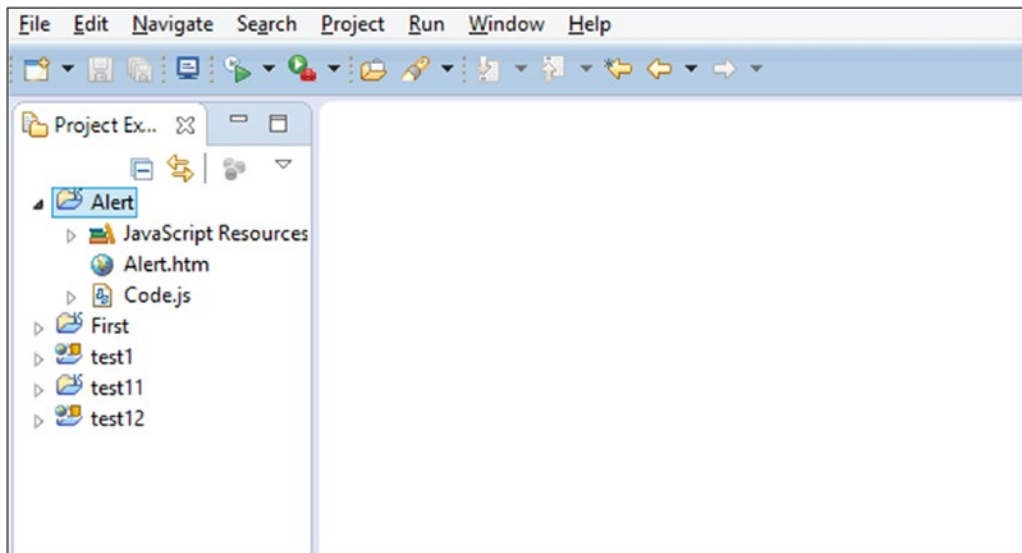 File Edit Navigate Search Project Run Window Help
Project Ex...
Alert
JavaScript Resources
Alert.htm
Code.js
First
test1
test11
test12